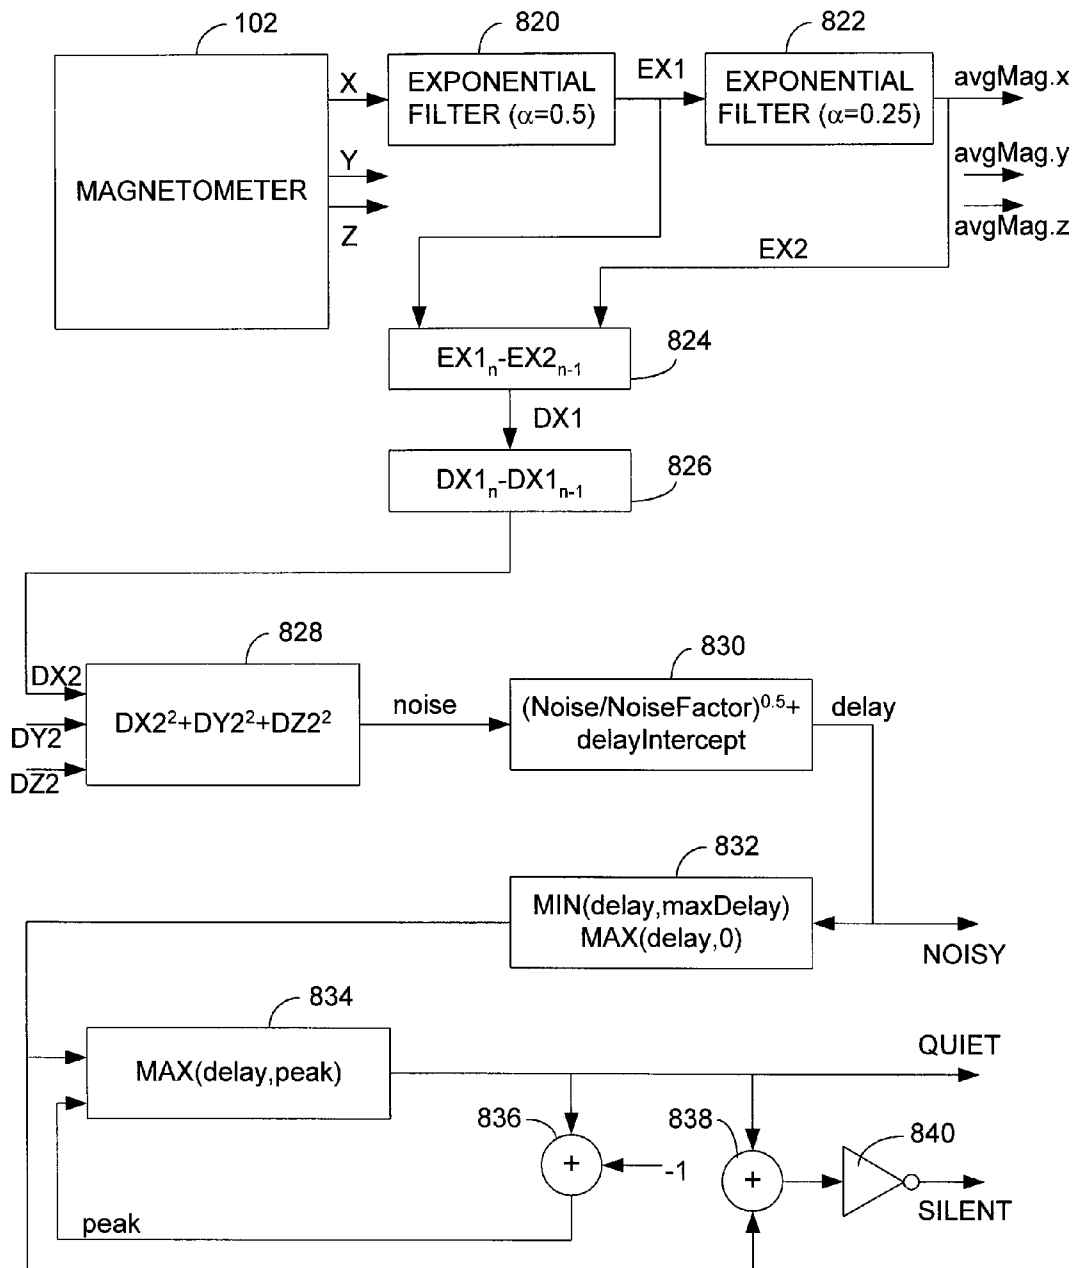 102
820
822
MAGNETOMETER
X
Y
Z
EXPONENTIAL
FILTER (α=0.5)
EX1
EXPONENTIAL
FILTER (α=0.25)
avgMag.x
avgMag.y
avgMag.z
EX2
EX1ₙ-EX2ₙ₋₁
824
DX1
DX1ₙ-DX1ₙ₋₁
826
828
DX2
DY2
DZ2
DX2²+DY2²+DZ2²
noise
830
(Noise/NoiseFactor)⁰·⁵+
delayIntercept
delay
832
MIN(delay,maxDelay)
MAX(delay,0)
NOISY
834
MAX(delay,peak)
QUIET
836
+
-1
838
+
840
SILENT
peak